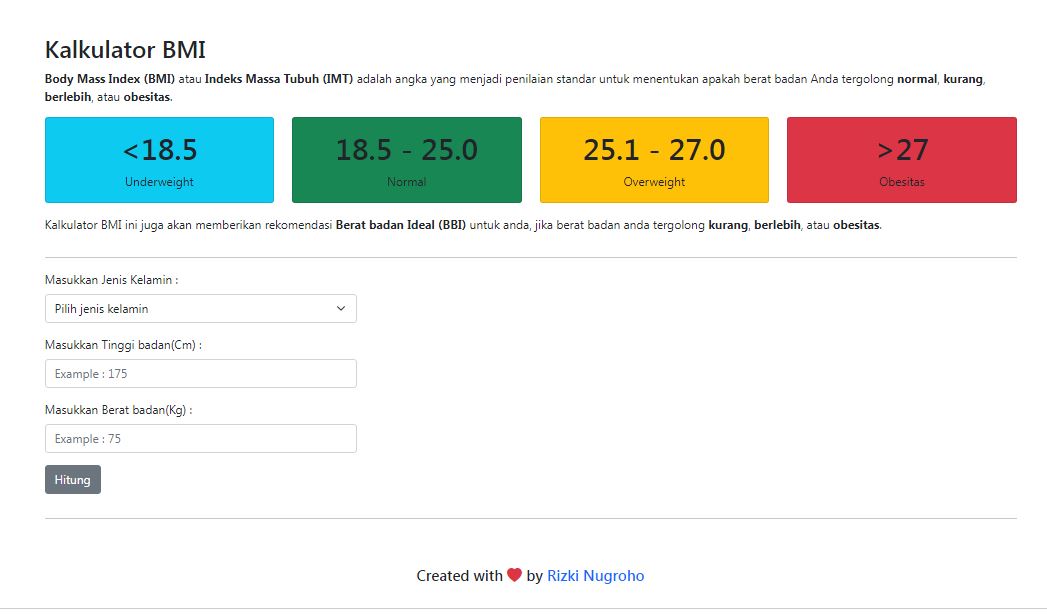 Kalkulator BMI
Body Mass Index (BMI) atau Indeks Massa Tubuh (IMT) adalah angka yang menjadi penilaian standar untuk menentukan apakah berat badan Anda tergolong normal, kurang,
berlebih, atau obesitas.
<18.5
Underweight
18.5 - 25.0
Normal
25.1 - 27.0
Overweight
>27
Obesitas
Kalkulator BMI ini juga akan memberikan rekomendasi Berat badan Ideal (BBI) untuk anda, jika berat badan anda tergolong kurang, berlebih, atau obesitas.
Masukkan Jenis Kelamin :
Pilih jenis kelamin
Masukkan Tinggi badan(Cm) :
Example : 175
Masukkan Berat badan(Kg) :
Example : 75
Hitung
Created with ❤ by Rizki Nugroho